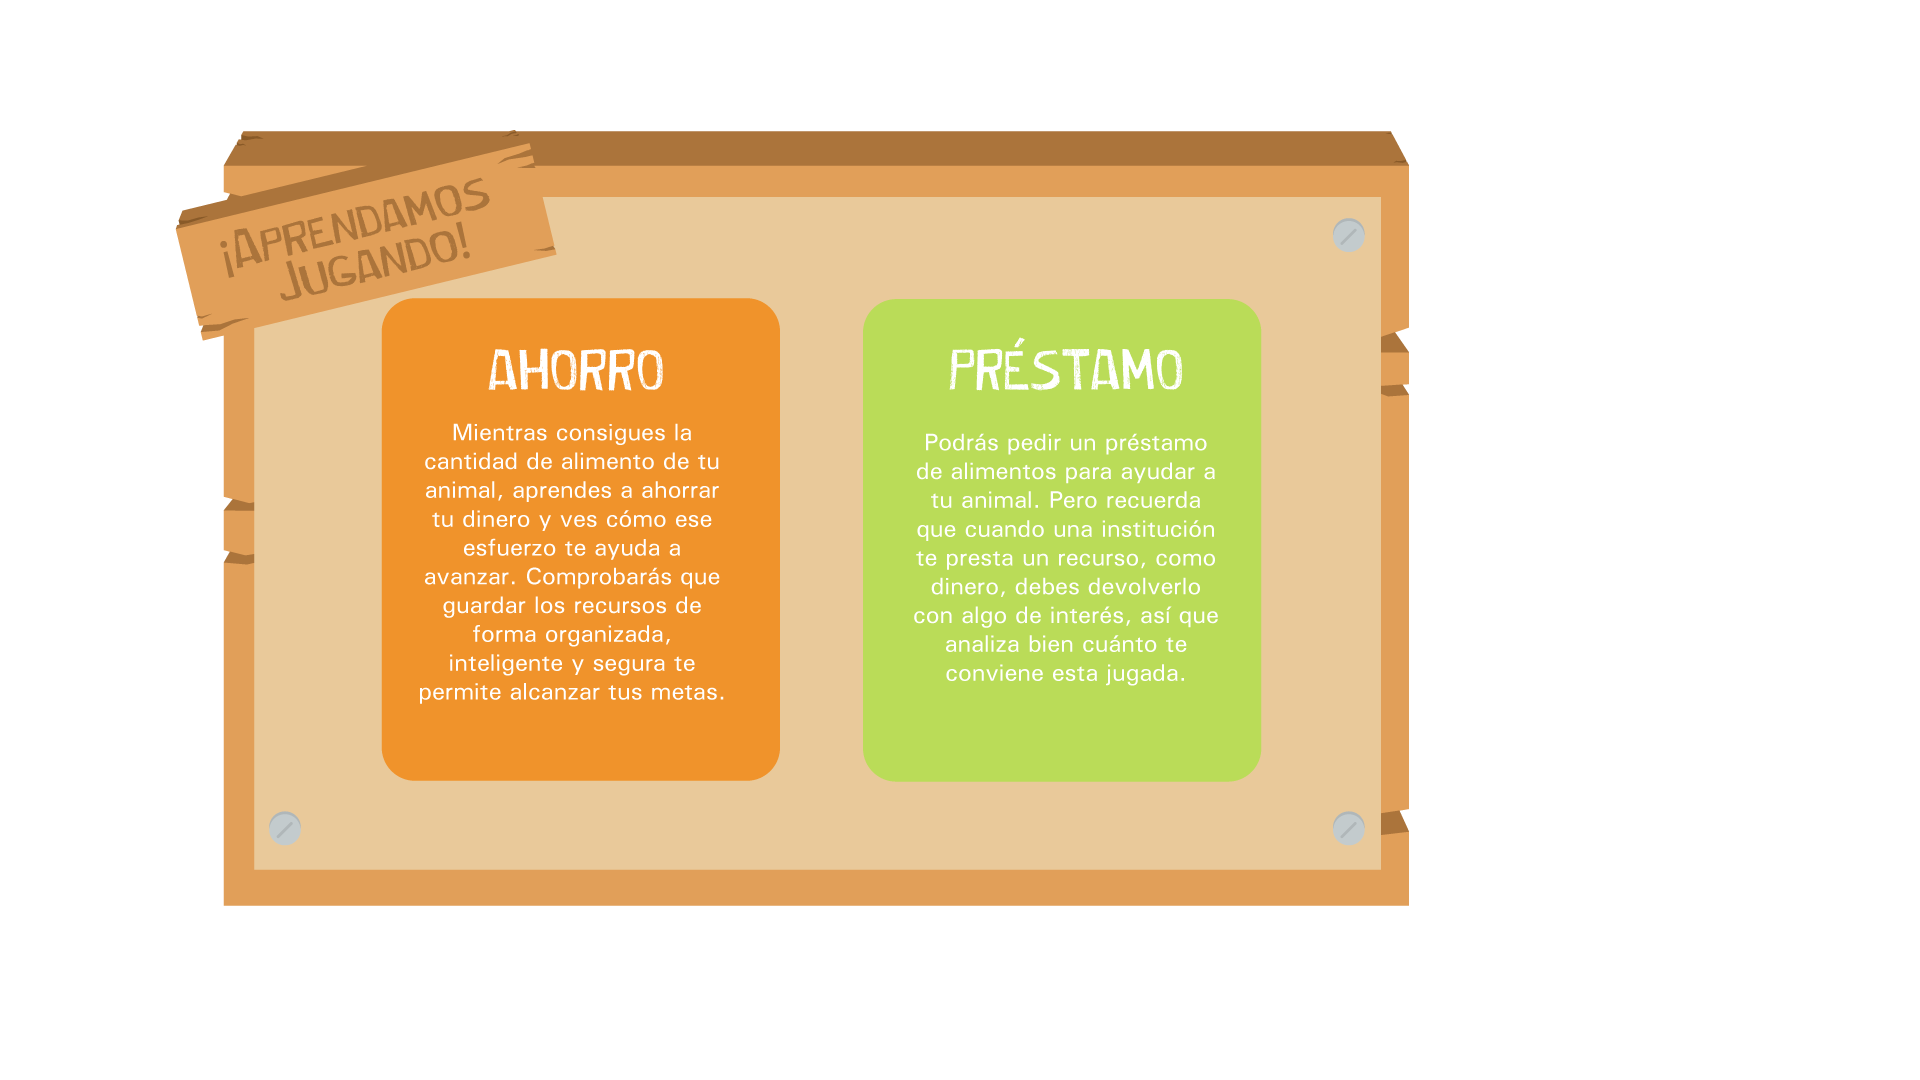 ¡APRENDAMOS
JUGANDO!
AHORRO
Mientras consigues la
cantidad de alimento de tu
animal, aprendes a ahorrar
tu dinero y ves cómo ese
esfuerzo te ayuda a
avanzar. Comprobarás que
guardar los recursos de
forma organizada,
inteligente y segura te
permite alcanzar tus metas.
PRÉSTAMO
Podrás pedir un préstamo
de alimentos para ayudar a
tu animal. Pero recuerda
que cuando una institución
te presta un recurso, como
dinero, debes devolverlo
con algo de interés, así que
analiza bien cuánto te
conviene esta jugada.